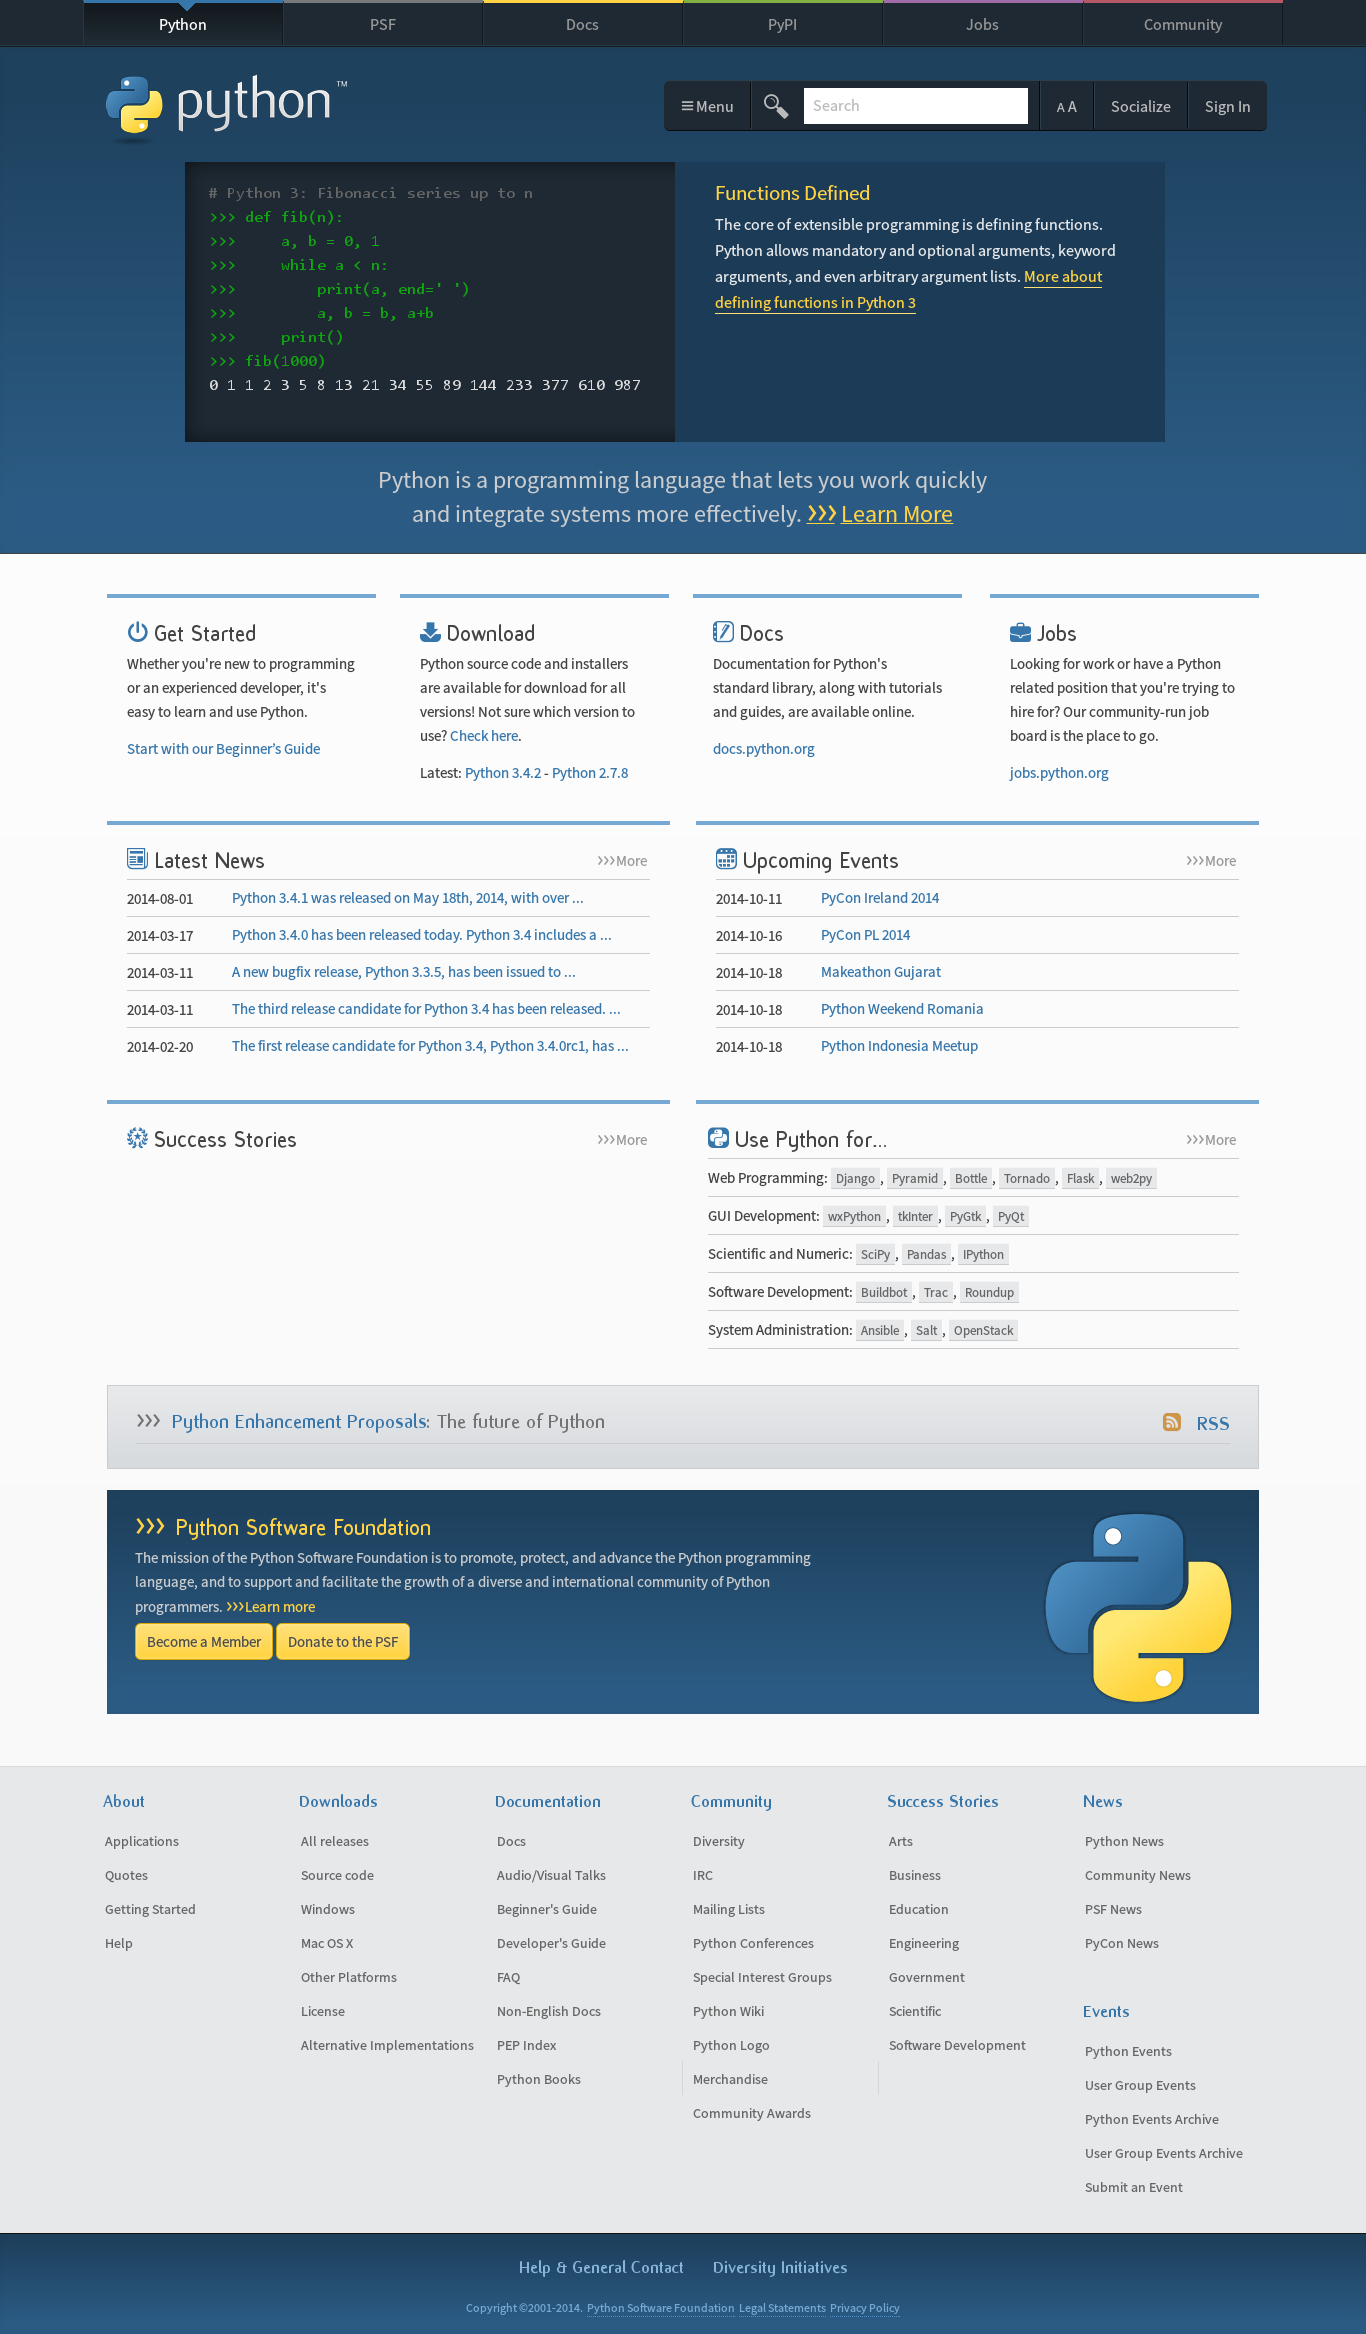 Python
PSF
Docs
PyPI
Jobs
Community
python™
≡ Menu
Search
A A
Socialize
Sign In
# Python 3: Fibonacci series up to n
>>> def fib(n):
>>>     a, b = 0, 1
>>>     while a < n:
>>>         print(a, end=' ')
>>>         a, b = b, a+b
>>>     print()
>>> fib(1000)
0 1 1 2 3 5 8 13 21 34 55 89 144 233 377 610 987
Functions Defined
The core of extensible programming is defining functions.
Python allows mandatory and optional arguments, keyword
arguments, and even arbitrary argument lists. More about
defining functions in Python 3
Python is a programming language that lets you work quickly
and integrate systems more effectively. >>> Learn More
Get Started
Whether you're new to programming
or an experienced developer, it's
easy to learn and use Python.
Start with our Beginner’s Guide
Download
Python source code and installers
are available for download for all
versions! Not sure which version to
use? Check here.
Latest: Python 3.4.2 - Python 2.7.8
Docs
Documentation for Python's
standard library, along with tutorials
and guides, are available online.
docs.python.org
Jobs
Looking for work or have a Python
related position that you're trying to
hire for? Our community-run job
board is the place to go.
jobs.python.org
Latest News
>>>More
2014-08-01 Python 3.4.1 was released on May 18th, 2014, with over ...
2014-03-17 Python 3.4.0 has been released today. Python 3.4 includes a ...
2014-03-11 A new bugfix release, Python 3.3.5, has been issued to ...
2014-03-11 The third release candidate for Python 3.4 has been released. ...
2014-02-20 The first release candidate for Python 3.4, Python 3.4.0rc1, has ...
Upcoming Events
>>>More
2014-10-11 PyCon Ireland 2014
2014-10-16 PyCon PL 2014
2014-10-18 Makeathon Gujarat
2014-10-18 Python Weekend Romania
2014-10-18 Python Indonesia Meetup
Success Stories
>>>More
Use Python for...
>>>More
Web Programming: Django, Pyramid, Bottle, Tornado, Flask, web2py
GUI Development: wxPython, tkInter, PyGtk, PyQt
Scientific and Numeric: SciPy, Pandas, IPython
Software Development: Buildbot, Trac, Roundup
System Administration: Ansible, Salt, OpenStack
>>> Python Enhancement Proposals: The future of Python
RSS
>>> Python Software Foundation
The mission of the Python Software Foundation is to promote, protect, and advance the Python programming
language, and to support and facilitate the growth of a diverse and international community of Python
programmers. >>>Learn more
Become a Member
Donate to the PSF
About
Applications
Quotes
Getting Started
Help
Downloads
All releases
Source code
Windows
Mac OS X
Other Platforms
License
Alternative Implementations
Documentation
Docs
Audio/Visual Talks
Beginner's Guide
Developer's Guide
FAQ
Non-English Docs
PEP Index
Python Books
Community
Diversity
IRC
Mailing Lists
Python Conferences
Special Interest Groups
Python Wiki
Python Logo
Merchandise
Community Awards
Success Stories
Arts
Business
Education
Engineering
Government
Scientific
Software Development
News
Python News
Community News
PSF News
PyCon News
Events
Python Events
User Group Events
Python Events Archive
User Group Events Archive
Submit an Event
Help & General Contact
Diversity Initiatives
Copyright ©2001-2014. Python Software Foundation Legal Statements Privacy Policy